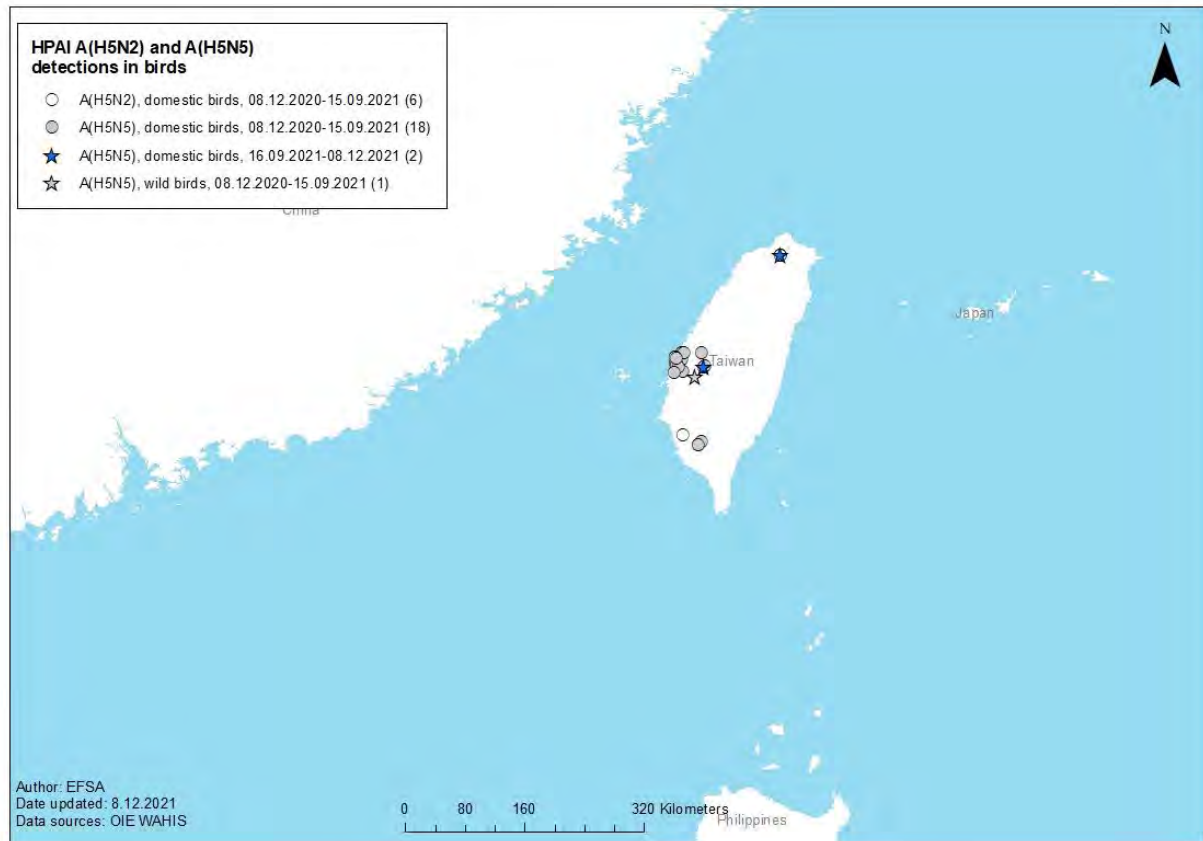 HPAI A(H5N2) and A(H5N5)
detections in birds
A(H5N2), domestic birds, 08.12.2020-15.09.2021 (6)
A(H5N5), domestic birds, 08.12.2020-15.09.2021 (18)
A(H5N5), domestic birds, 16.09.2021-08.12.2021 (2)
A(H5N5), wild birds, 08.12.2020-15.09.2021 (1)
N
China
Japan
Taiwan
Author: EFSA
Date updated: 8.12.2021
Data sources: OIE WAHIS
0 80 160 320 Kilometers
Philippines